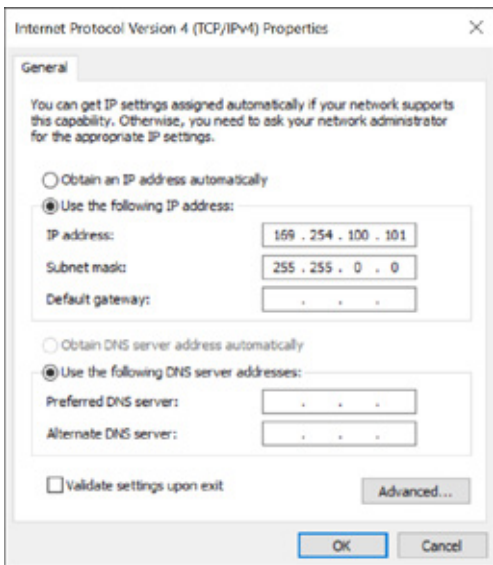 Internet Protocol Version 4 (TCP/IPv4) Properties
General
You can get IP settings assigned automatically if your network supports
this capability. Otherwise, you need to ask your network administrator
for the appropriate IP settings.
Obtain an IP address automatically
Use the following IP address:
IP address: 169 . 254 . 100 . 101
Subnet mask: 255 . 255 . 0 . 0
Default gateway: . . .
Obtain DNS server address automatically
Use the following DNS server addresses:
Preferred DNS server: . . .
Alternate DNS server: . . .
Validate settings upon exit
Advanced...
OK Cancel